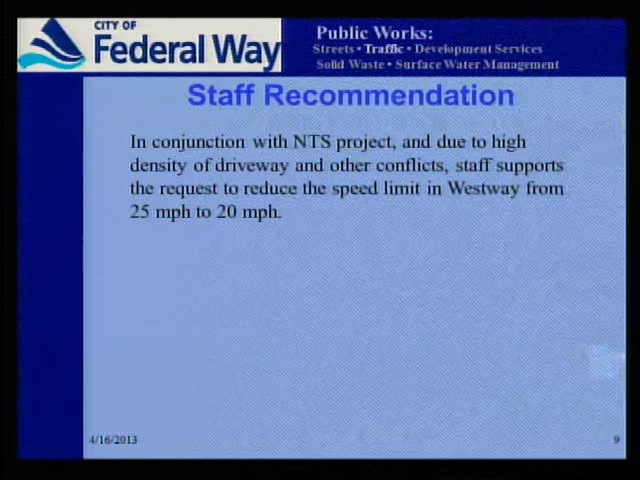 CITY OF
Federal Way
Public Works:
Streets • Traffic • Development Services
Solid Waste • Surface Water Management
Staff Recommendation
In conjunction with NTS project, and due to high
density of driveway and other conflicts, staff supports
the request to reduce the speed limit in Westway from
25 mph to 20 mph.
4/16/2013
9